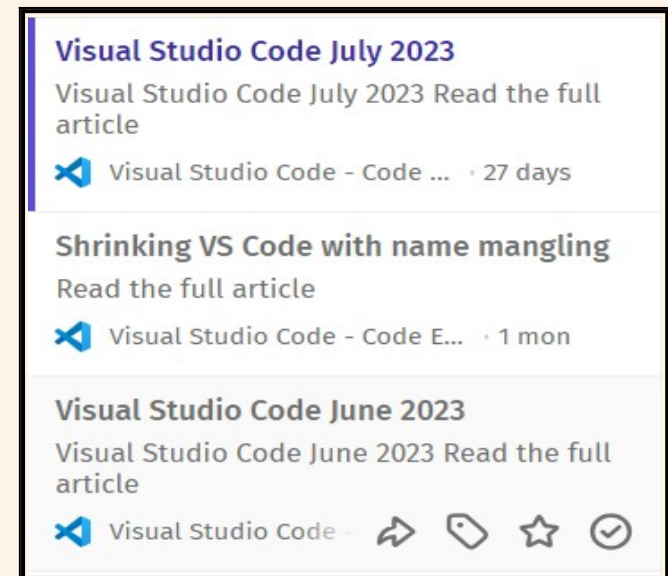 Visual Studio Code July 2023
Visual Studio Code July 2023 Read the full
article
Visual Studio Code - Code ... · 27 days
Shrinking VS Code with name mangling
Read the full article
Visual Studio Code - Code E... · 1 mon
Visual Studio Code June 2023
Visual Studio Code June 2023 Read the full
article
Visual Studio Code -